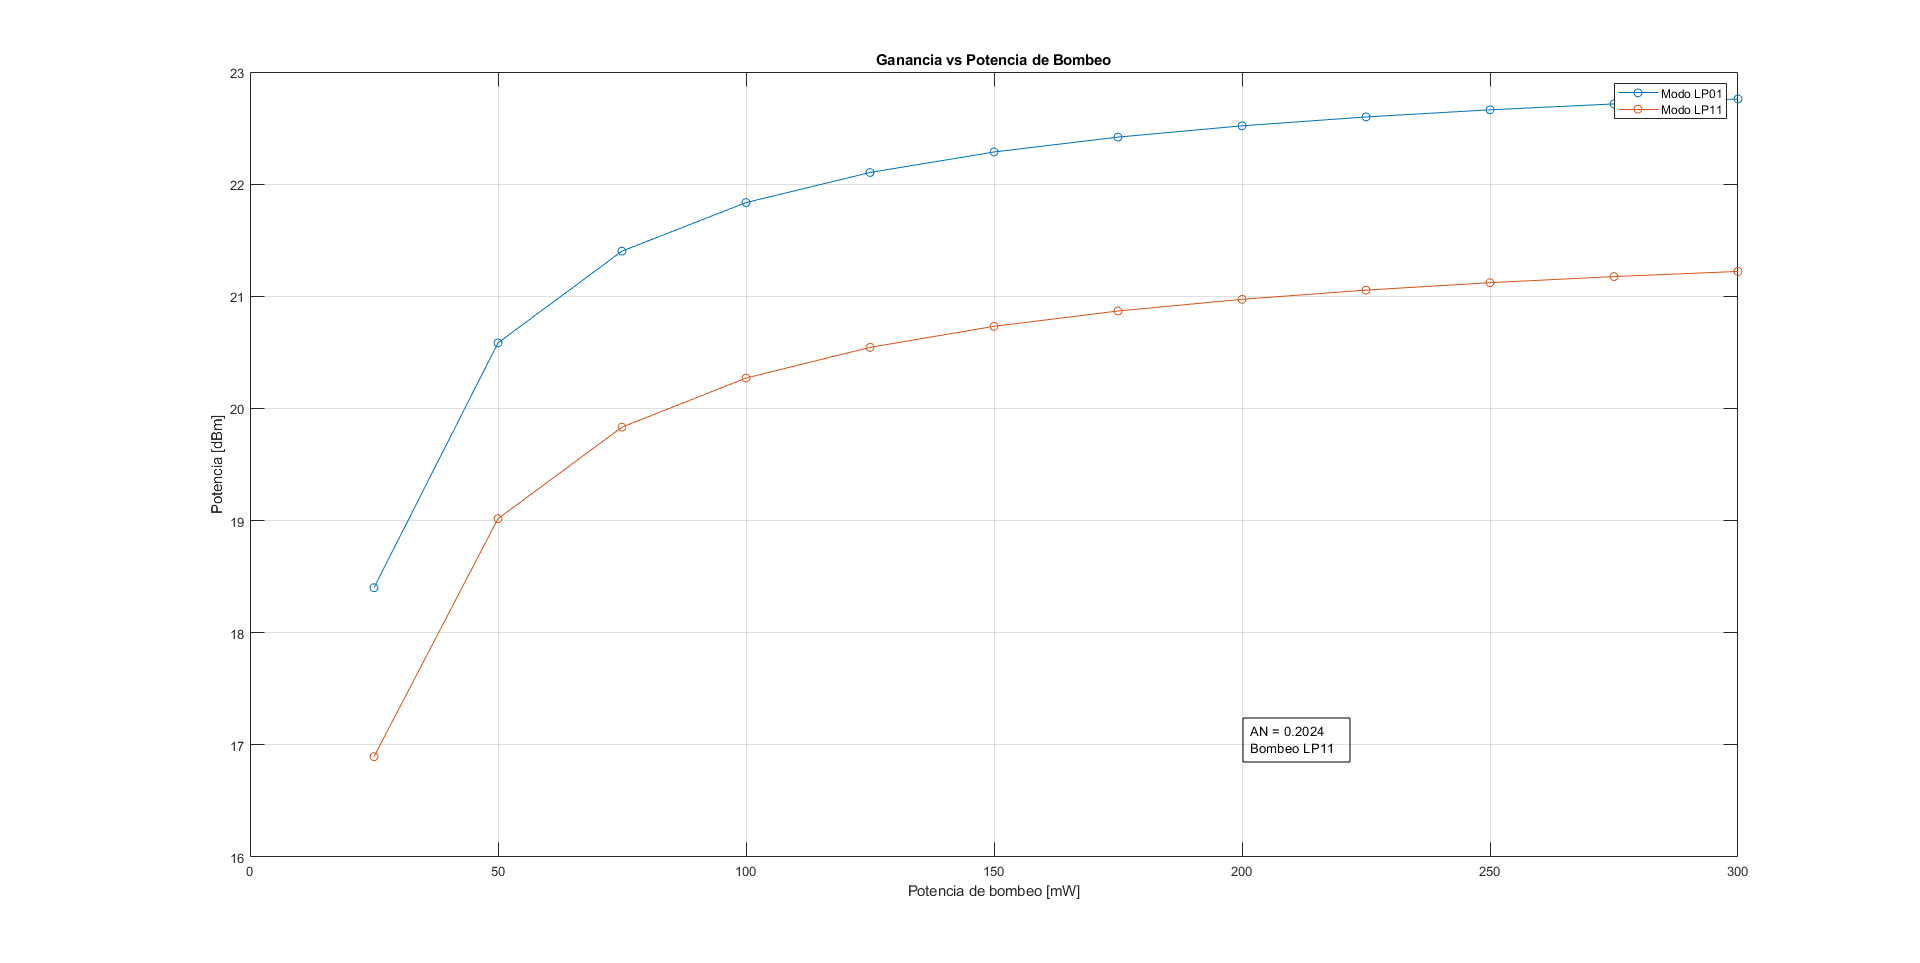 Ganancia vs Potencia de Bombeo
Potencia [dBm]
23
22
21
20
19
18
17
16
Modo LP01
Modo LP11
AN = 0.2024
Bombeo LP11
0
50
100
150
200
250
300
Potencia de bombeo [mW]